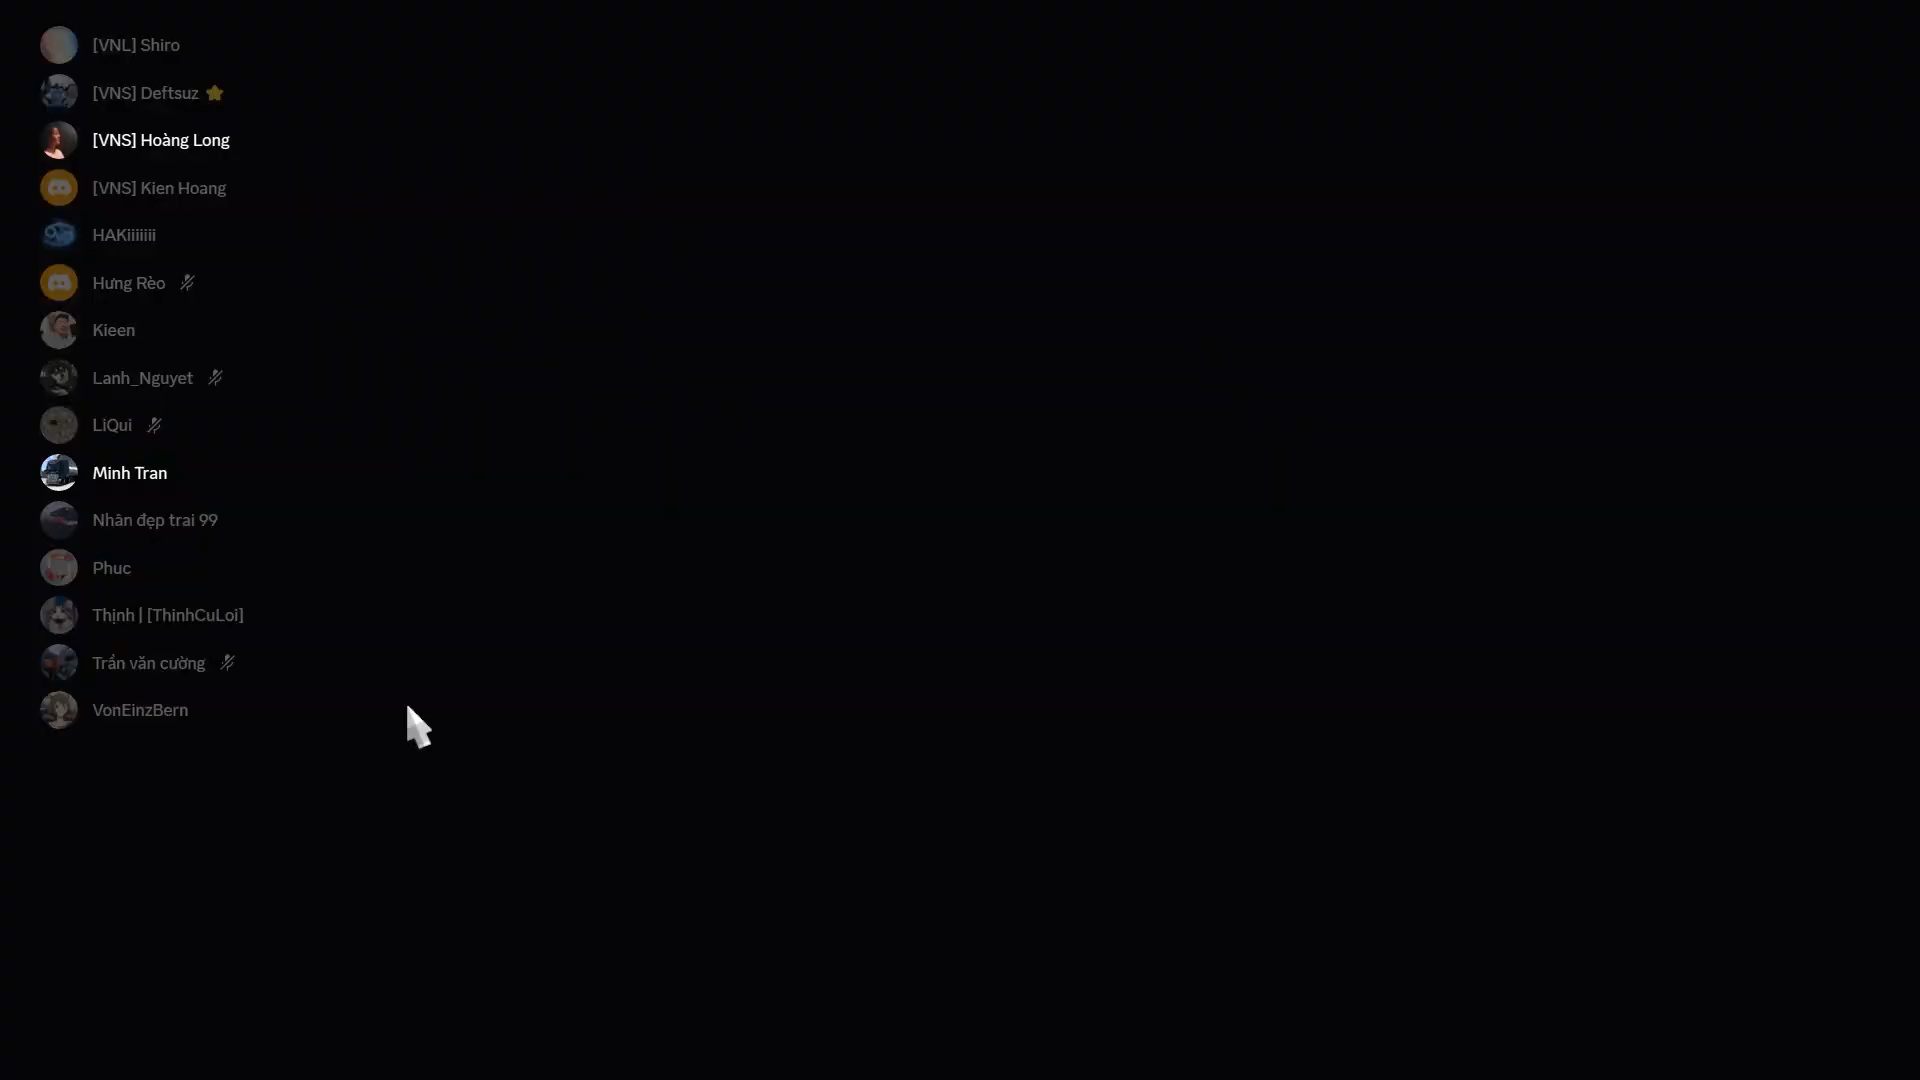 [VNL] Shiro
[VNS] Deftsuz
[VNS] Hoàng Long
[VNS] Kien Hoang
HAKiiiiiii
Hưng Rèo
Kieen
Lanh_Nguyet
LiQui
Minh Tran
Nhân đẹp trai 99
Phuc
Thịnh | [ThinhCuLoi]
Trần văn cường
VonEinzBern